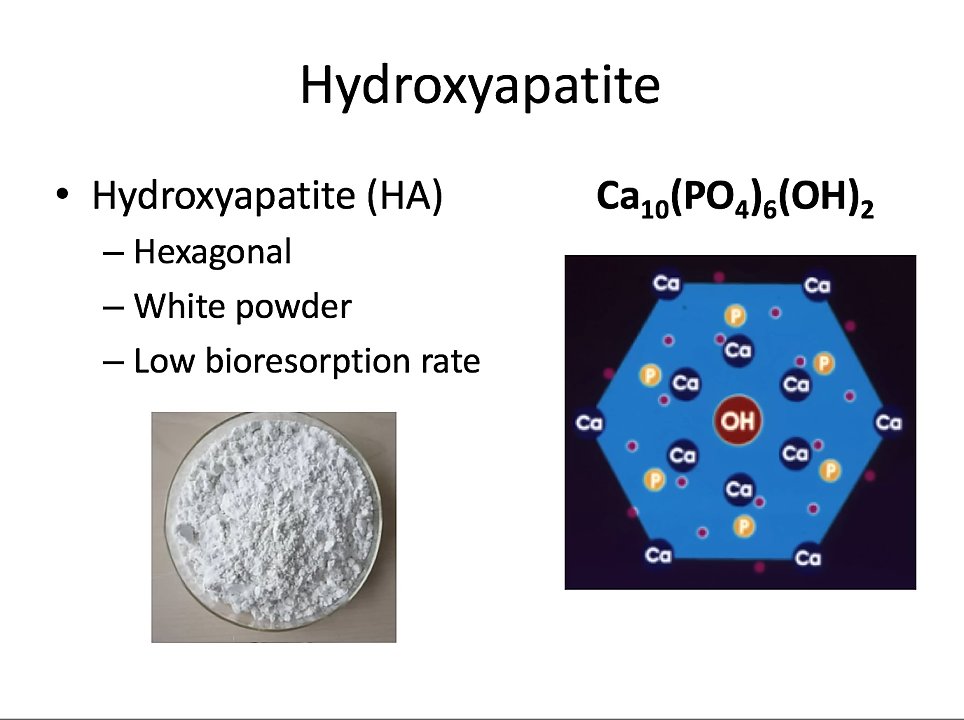 Hydroxyapatite
• Hydroxyapatite (HA)
– Hexagonal
– White powder
– Low bioresorption rate
Ca₁₀(PO₄)₆(OH)₂
Ca Ca
P
Ca P
P Ca Ca
Ca OH Ca
Ca Ca
P Ca P
P
Ca Ca